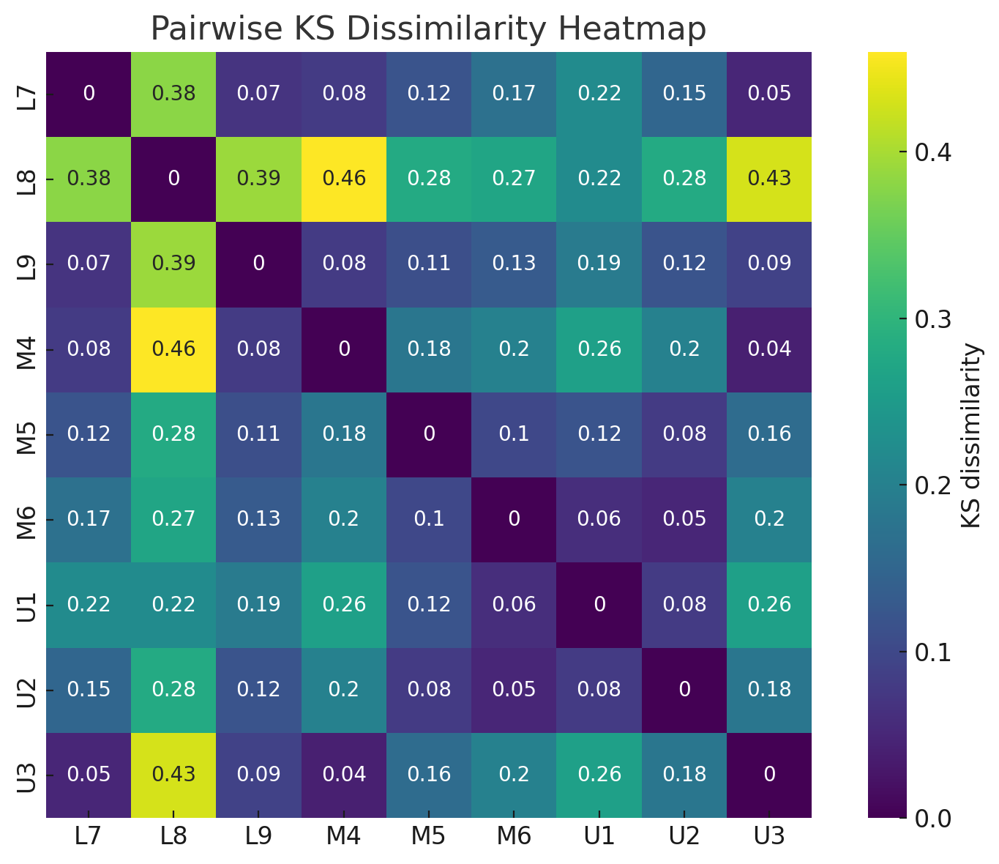 Pairwise KS Dissimilarity Heatmap
L7 0 0.38 0.07 0.08 0.12 0.17 0.22 0.15 0.05
L8 0.38 0 0.39 0.46 0.28 0.27 0.22 0.28 0.43
L9 0.07 0.39 0 0.08 0.11 0.13 0.19 0.12 0.09
M4 0.08 0.46 0.08 0 0.18 0.2 0.26 0.2 0.04
M5 0.12 0.28 0.11 0.18 0 0.1 0.12 0.08 0.16
M6 0.17 0.27 0.13 0.2 0.1 0 0.06 0.05 0.2
U1 0.22 0.22 0.19 0.26 0.12 0.06 0 0.08 0.26
U2 0.15 0.28 0.12 0.2 0.08 0.05 0.08 0 0.18
U3 0.05 0.43 0.09 0.04 0.16 0.2 0.26 0.18 0
L7 L8 L9 M4 M5 M6 U1 U2 U3
0.4
0.3
0.2
0.1
0.0
KS dissimilarity